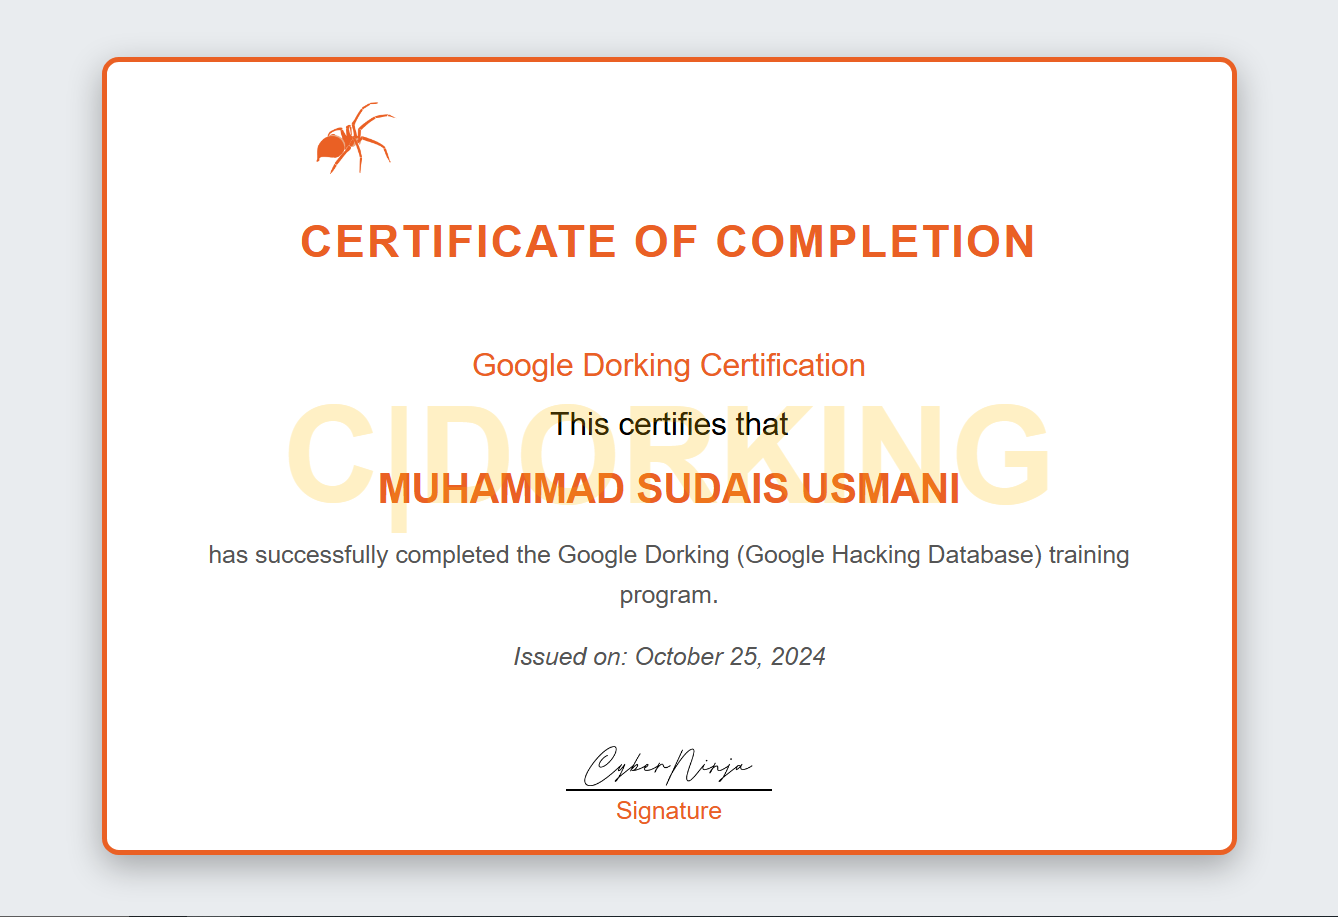 CERTIFICATE OF COMPLETION
Google Dorking Certification
C|DORKING
This certifies that
MUHAMMAD SUDAIS USMANI
has successfully completed the Google Dorking (Google Hacking Database) training
program.
Issued on: October 25, 2024
CyberNinja
Signature